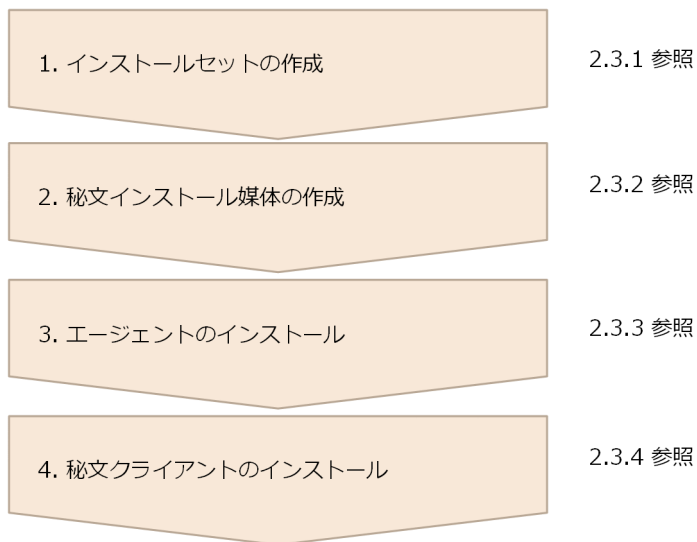 1. インストールセットの作成
2.3.1 参照
2. 秘文インストール媒体の作成
2.3.2 参照
3. エージェントのインストール
2.3.3 参照
4. 秘文クライアントのインストール
2.3.4 参照